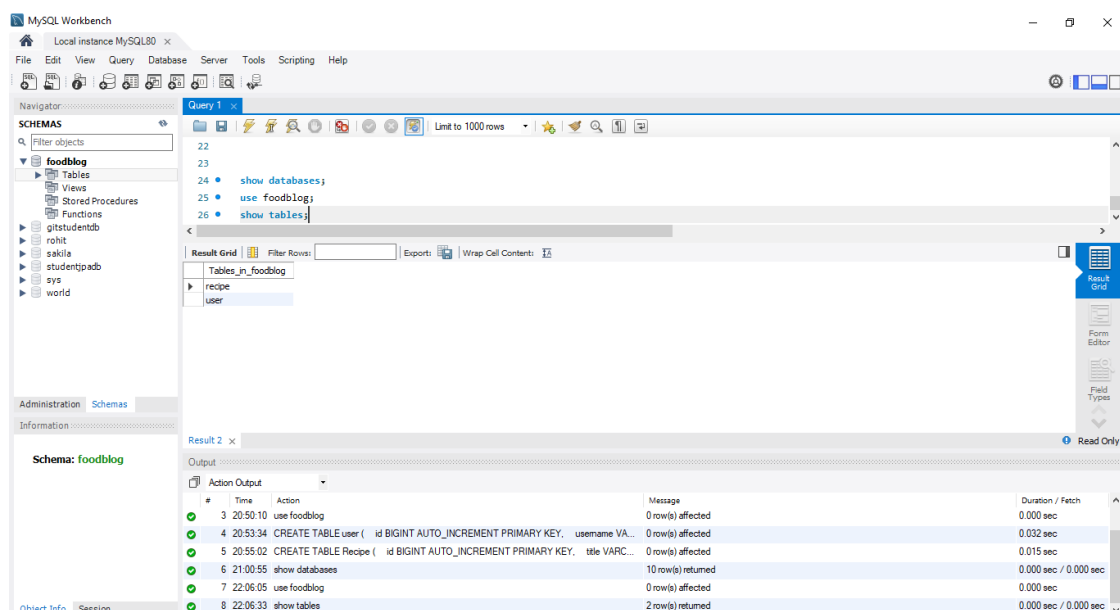 MySQL Workbench
Local instance MySQL80
File Edit View Query Database Server Tools Scripting Help
Navigator
SCHEMAS
Filter objects
foodblog
Tables
Views
Stored Procedures
Functions
gitstudentdb
rohit
sakila
studentjpadb
sys
world
Administration Schemas
Information
Schema: foodblog
Object Info Session
Query 1
Limit to 1000 rows
22
23
24 show databases;
25 use foodblog;
26 show tables;
Result Grid Filter Rows: Export: Wrap Cell Content:
Tables_in_foodblog
recipe
user
Result Grid
Form Editor
Field Types
Result 2
Read Only
Output
Action Output
# Time Action Message Duration / Fetch
3 20:50:10 use foodblog 0 row(s) affected 0.000 sec
4 20:53:34 CREATE TABLE user ( id BIGINT AUTO_INCREMENT PRIMARY KEY, username VA... 0 row(s) affected 0.032 sec
5 20:55:02 CREATE TABLE Recipe ( id BIGINT AUTO_INCREMENT PRIMARY KEY, title VARC... 0 row(s) affected 0.015 sec
6 21:00:55 show databases 10 row(s) returned 0.000 sec / 0.000 sec
7 22:06:05 use foodblog 0 row(s) affected 0.000 sec
8 22:06:33 show tables 2 row(s) returned 0.000 sec / 0.000 sec